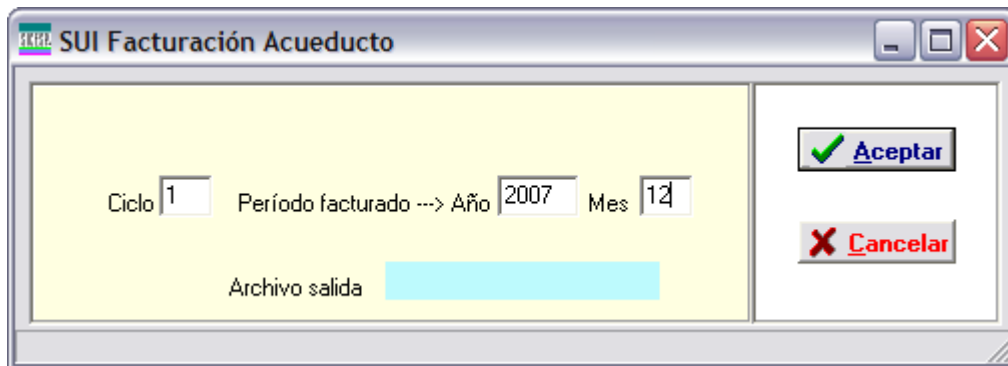 SUI Facturación Acueducto
Ciclo 1 Período facturado ---> Año 2007 Mes 12
Archivo salida
Aceptar
Cancelar